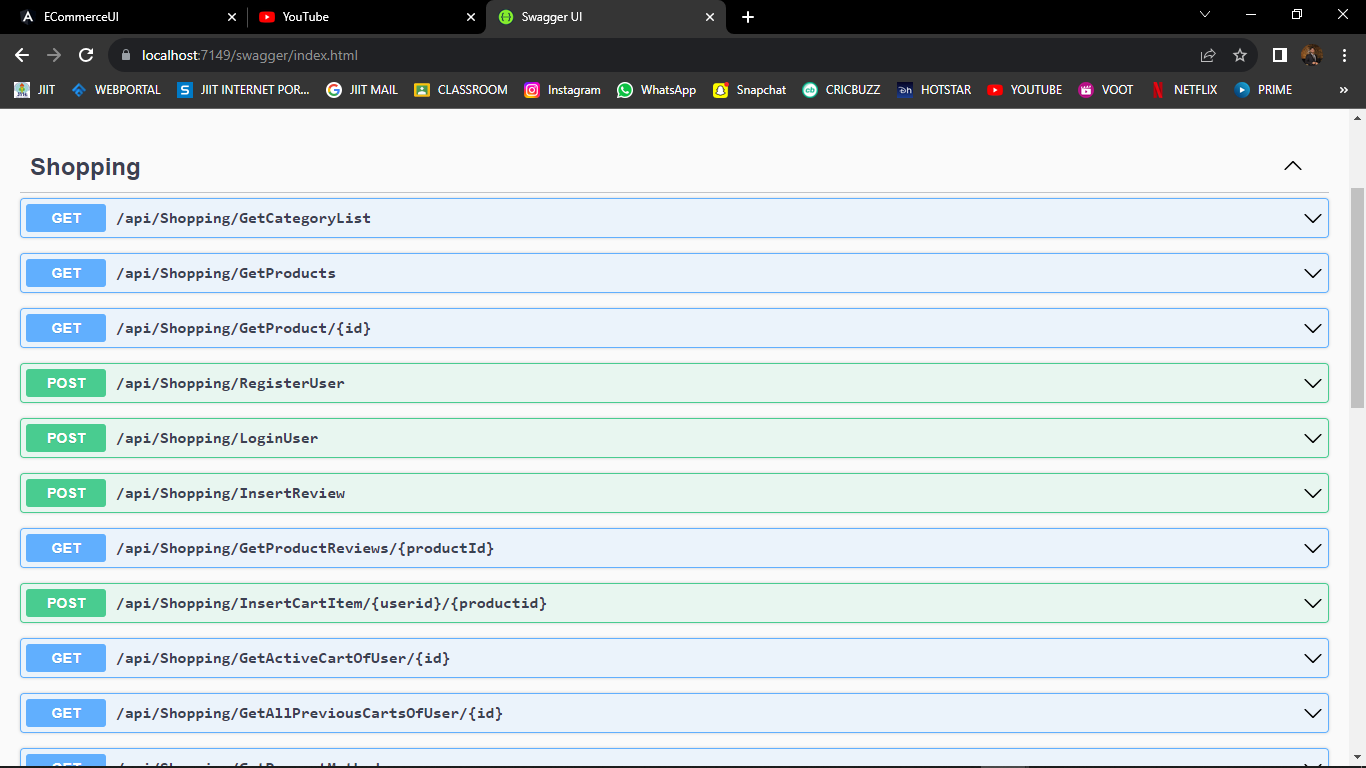 ECommerceUI YouTube Swagger UI
localhost:7149/swagger/index.html
JIIT WEBPORTAL JIIT INTERNET POR... JIIT MAIL CLASSROOM Instagram WhatsApp Snapchat CRICBUZZ HOTSTAR YOUTUBE VOOT NETFLIX PRIME »
Shopping
GET /api/Shopping/GetCategoryList
GET /api/Shopping/GetProducts
GET /api/Shopping/GetProduct/{id}
POST /api/Shopping/RegisterUser
POST /api/Shopping/LoginUser
POST /api/Shopping/InsertReview
GET /api/Shopping/GetProductReviews/{productId}
POST /api/Shopping/InsertCartItem/{userid}/{productid}
GET /api/Shopping/GetActiveCartOfUser/{id}
GET /api/Shopping/GetAllPreviousCartsOfUser/{id}
GET